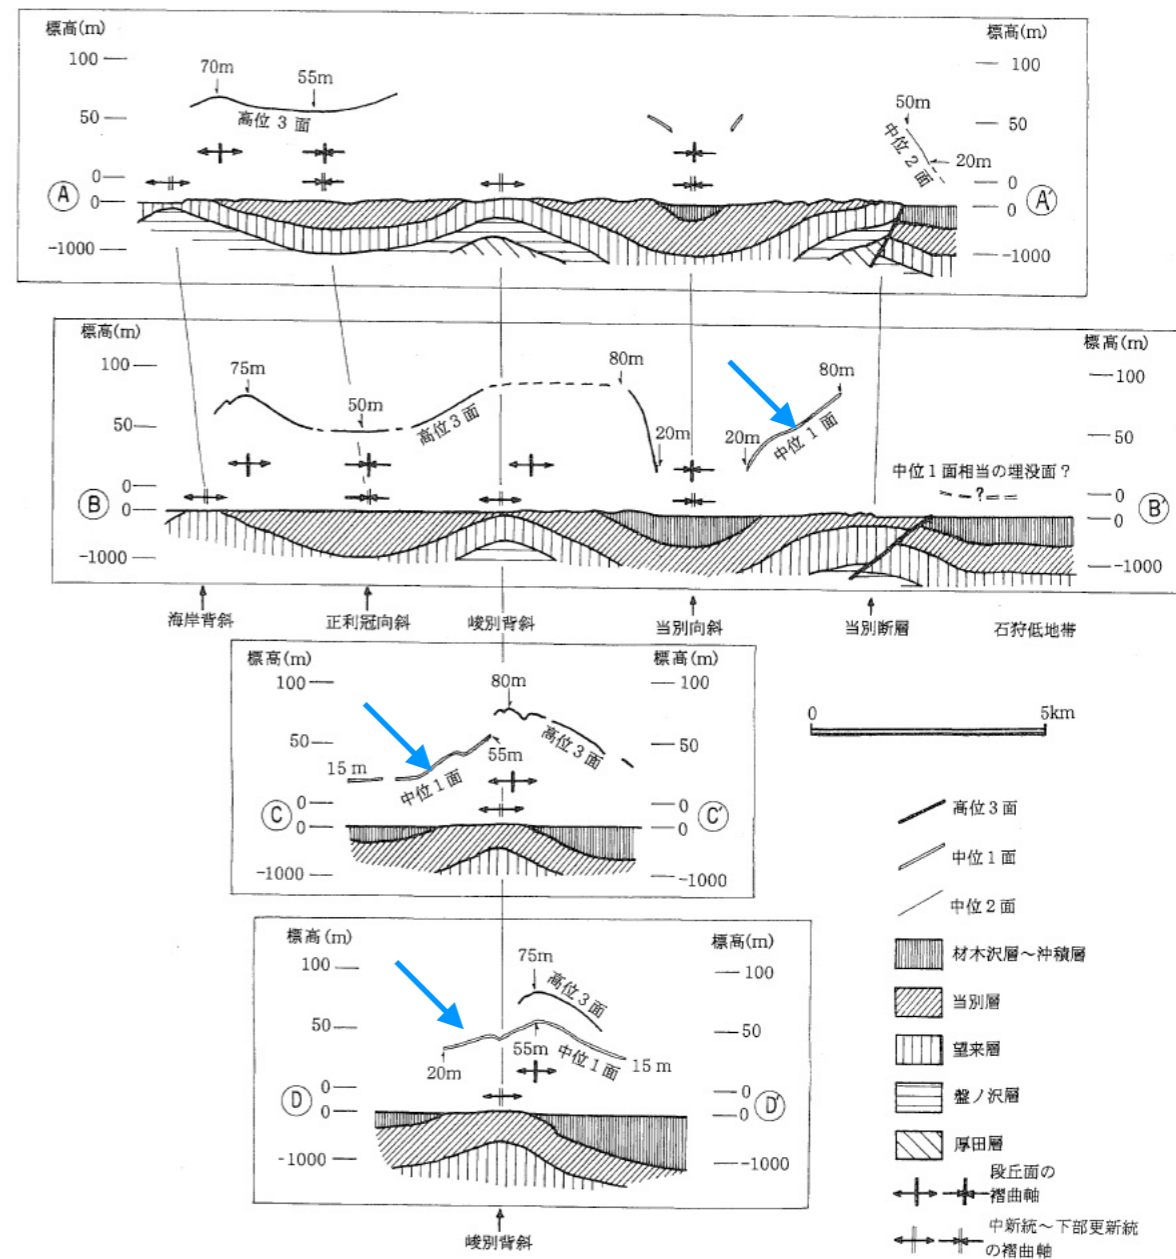 標高(m)
標高(m)
100
70m
55m
100
50
高位3面
50m
50
中位2面
20m
0
0
A
0
0
A′
-1000
-1000
標高(m)
標高(m)
100
75m
80m
80m
100
50
50m
高位3面
20m
20m
中位1面
50
中位1面相当の埋没面?
0
-?==
0
B
0
0
B′
-1000
-1000
海岸背斜
正利冠向斜
峻別背斜
当別向斜
当別断層
石狩低地帯
標高(m)
標高(m)
100
80m
100
50
55m
高位3面
50
15m
中位1面
0
0
C
0
0
C′
-1000
-1000
0
5km
高位3面
中位1面
中位2面
材木沢層~沖積層
当別層
望来層
盤ノ沢層
厚田層
段丘面の
褶曲軸
中新統~下部更新統
の褶曲軸
標高(m)
標高(m)
100
75m
100
高位3面
50
50
20m
55m
中位1面
15m
0
0
D
0
0
D′
-1000
-1000
峻別背斜